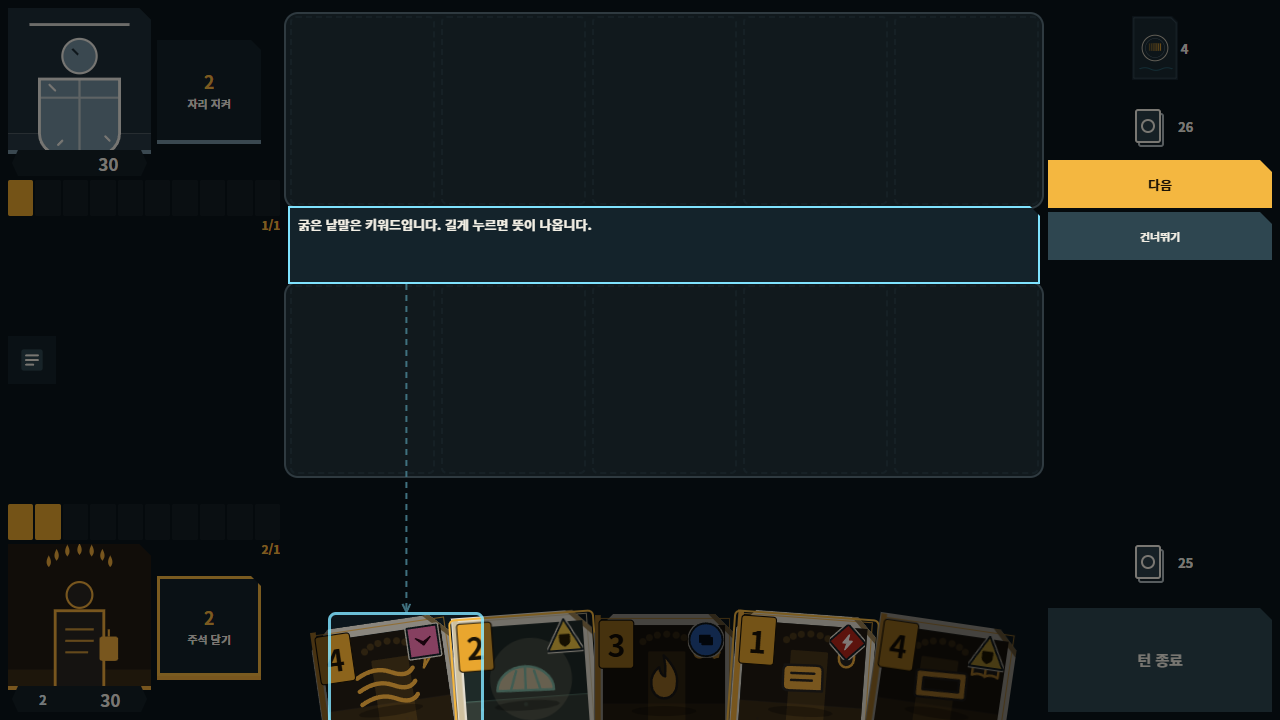 2
자리 지켜
30
1/1
4
26
다음
건너뛰기
굵은 낱말은 키워드입니다. 길게 누르면 뜻이 나옵니다.
2/1
2
주석 달기
2
30
25
턴 종료
4
2
3
1
4